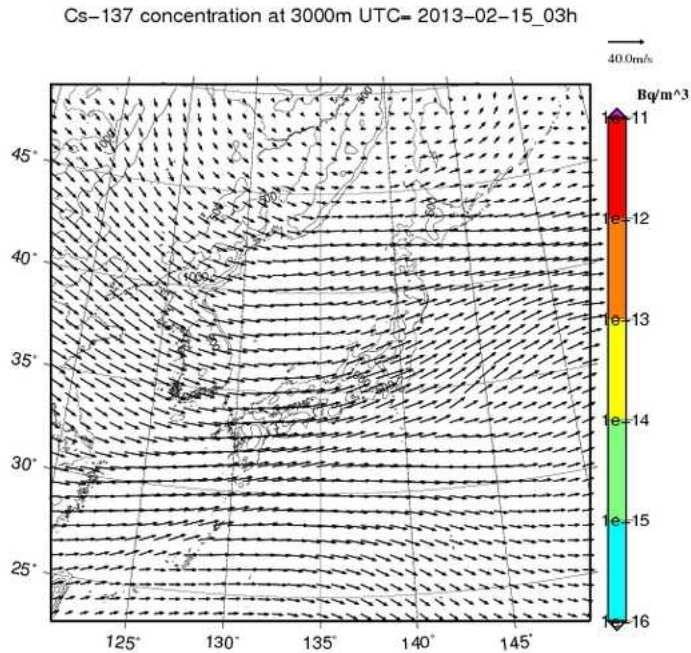 Cs-137 concentration at 3000m UTC= 2013-02-15_03h
40.0m/s
Bq/m^3
1e-11
45°
1e-12
40°
1e-13
35°
1e-14
30°
1e-15
25°
1e-16
125° 130° 135° 140° 145°